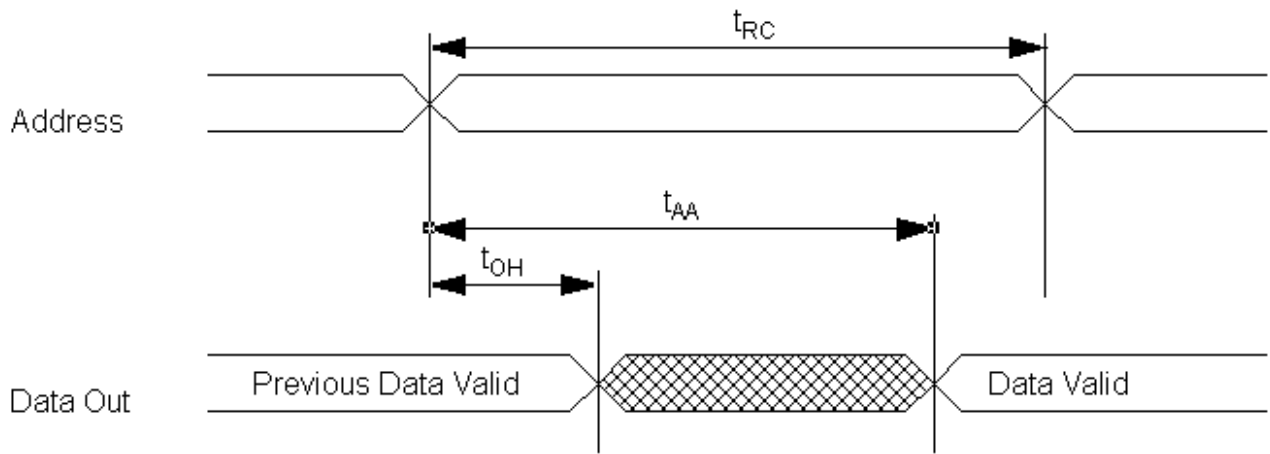 tRC
Address
tAA
tOH
Previous Data Valid
Data Valid
Data Out